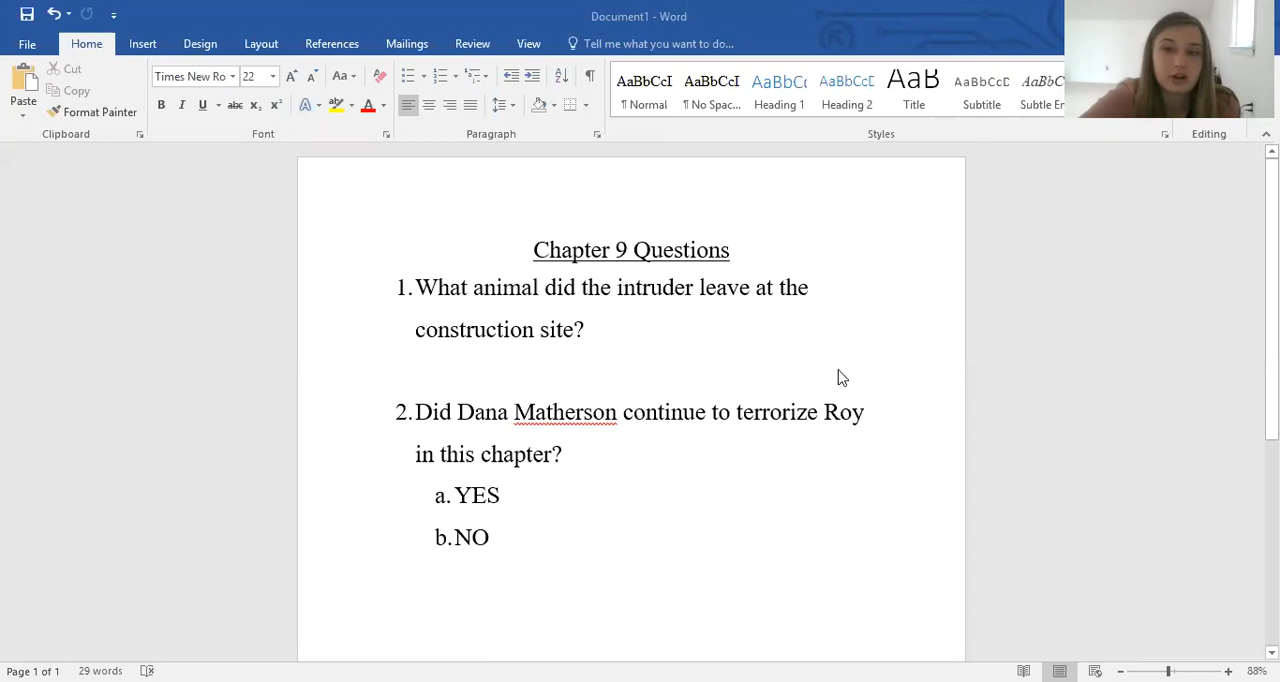 Document1 - Word
File Home Insert Design Layout References Mailings Review View Tell me what you want to do...
Paste
Cut
Copy
Format Painter
Clipboard
Times New Ro 22
Font
Paragraph
AaBbCcI AaBbCcI AaBbCc AaBbCcL AaB AaBbCcD AaBbC
¶ Normal ¶ No Spac... Heading 1 Heading 2 Title Subtitle Subtle Em
Styles
Editing
Chapter 9 Questions
1. What animal did the intruder leave at the
construction site?
2. Did Dana Matherson continue to terrorize Roy
in this chapter?
a. YES
b. NO
Page 1 of 1 29 words 88%